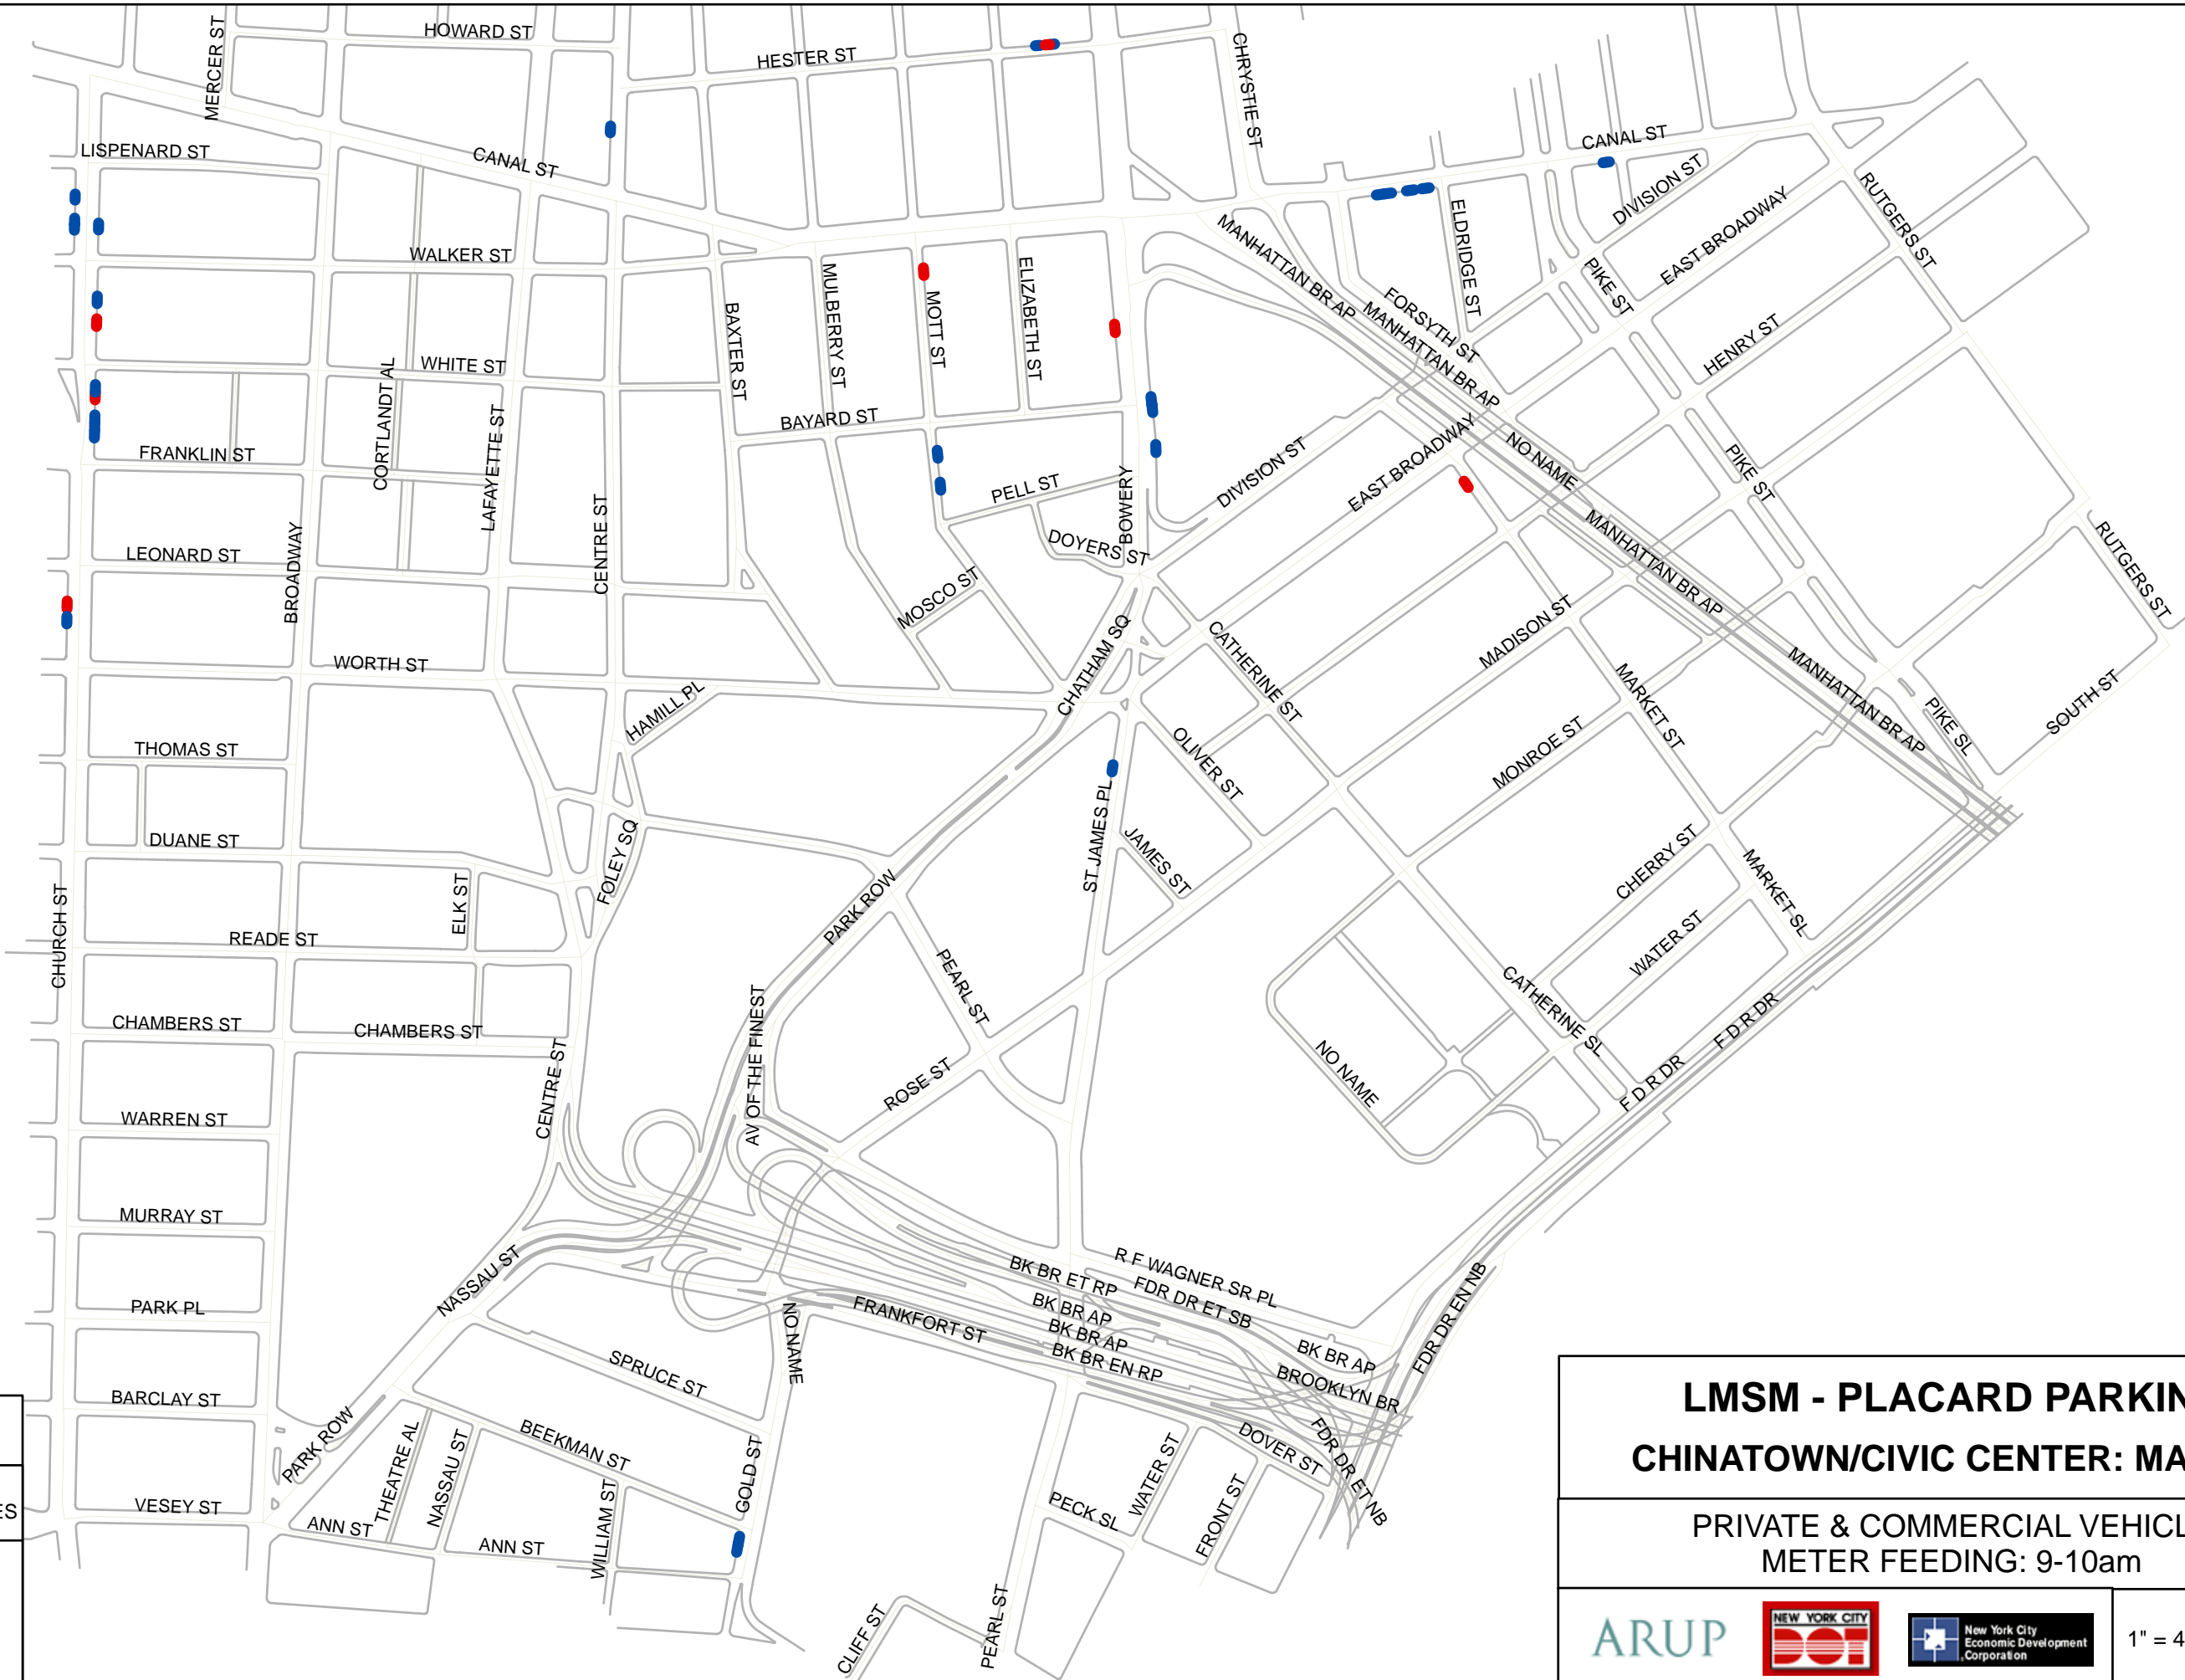 HOWARD ST
MERCER ST
HESTER ST
CHRYSTIE ST
LISPENARD ST
CANAL ST
CANAL ST
DIVISION ST
RUTGERS ST
EAST BROADWAY
ELDRIDGE ST
MANHATTAN BR AP
WALKER ST
MULBERRY ST
MOTT ST
ELIZABETH ST
BAXTER ST
FORSYTH ST
MANHATTAN BR AP
PIKE ST
HENRY ST
WHITE ST
CORTLANDT AL
LAFAYETTE ST
BAYARD ST
FRANKLIN ST
EAST BROADWAY
DIVISION ST
NO NAME
PIKE ST
PELL ST
BOWERY
CENTRE ST
BROADWAY
LEONARD ST
DOYERS ST
MANHATTAN BR AP
RUTGERS ST
MOSCO ST
MADISON ST
CATHERINE ST
CHATHAM SQ
WORTH ST
HAMILL PL
MARKET ST
MANHATTAN BR AP
PIKE SL
SOUTH ST
THOMAS ST
OLIVER ST
MONROE ST
ST JAMES PL
JAMES ST
DUANE ST
FOLEY SQ
CHERRY ST
MARKET SL
CHURCH ST
ELK ST
PARK ROW
READE ST
PEARL ST
WATER ST
CATHERINE SL
F D R DR
CHAMBERS ST
CHAMBERS ST
AV OF THE FINEST
CENTRE ST
ROSE ST
NO NAME
F D R DR
WARREN ST
MURRAY ST
NASSAU ST
R F WAGNER SR PL
BK BR ET RP
FDR DR ET SB
BK BR AP
BK BR AP
BK BR EN RP
FRANKFORT ST
NO NAME
PARK PL
FDR DR EN NB
BK BR AP
BROOKLYN BR
SPRUCE ST
BARCLAY ST
PARK ROW
THEATRE AL
NASSAU ST
BEEKMAN ST
GOLD ST
DOVER ST
FDR DR ET NB
WATER ST
FRONT ST
PECK SL
VESEY ST
ANN ST
ANN ST
WILLIAM ST
CLIFF ST
PEARL ST
ES
LMSM - PLACARD PARKIN
CHINATOWN/CIVIC CENTER: MA
PRIVATE & COMMERCIAL VEHICL
METER FEEDING: 9-10am
ARUP
NEW YORK CITY
DOT
New York City
Economic Development
Corporation
1" = 4